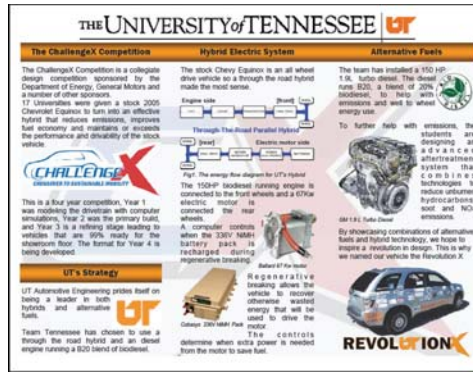 THE UNIVERSITY of TENNESSEE UT
The ChallengeX Competition
The ChallengeX Competition is a collegiate
design competition sponsored by the
Department of Energy, General Motors and
a number of other sponsors.
17 Universities were given a stock 2005
Chevrolet Equinox to turn into an effective
hybrid that reduces emissions, improves
fuel economy and maintains or exceeds
the performance and drivability of the stock
vehicle.
CHALLENGE X
CROSSOVER TO SUSTAINABLE MOBILITY
This is a four year competition, Year 1
was modeling the drivetrain with computer
simulations, Year 2 was the primary build,
and Year 3 is a refining stage leading to
vehicles that are 99% ready for the
showroom floor. The format for Year 4 is
being developed.
UT's Strategy
UT Automotive Engineering prides itself on
being a leader in both
hybrids and alternative
fuels.
UT
Team Tennessee has chosen to use a
through the road hybrid and an diesel
engine running a B20 blend of biodiesel.
Hybrid Electric System
The stock Chevy Equinox is an all wheel
drive vehicle so a through the road hybrid
made the most sense.
Engine side
[front]
Through-The-Road Parallel Hybrid
[rear]
Electric motor side
Fig1. The energy flow diagram for UT's Hybrid
The 150HP biodiesel running engine is
connected to the front wheels and a 67Kw
electric motor is
connected the rear
wheels.
A computer controls
when the 336V NiMH
battery pack is
recharged during
regenerative breaking.
Ballard 67 Kw motor
Regenerative
breaking allows the
vehicle to recover
otherwise wasted
energy that will be
used to drive the
motor.
Cobasys 336V NiMH Pack
The controls
determine when extra power is needed
from the motor to save fuel.
Alternative Fuels
The team has installed a 150 HP
1.9L turbo diesel. The diesel
runs B20, a blend of 20%
biodiesel, to help with
emissions and well to wheel
energy use.
To further help with emissions, the
students are
designing an
advanced
aftertreatment
system that
combines
technologies to
reduce unburned
hydrocarbons,
soot and NOx
emissions.
GM 1.9 L Turbo Diesel
By showcasing combinations of alternative
fuels and hybrid technology, we hope to
inspire a revolution in design. This is why
we named our vehicle the Revolution X.
REVOLUTIONX